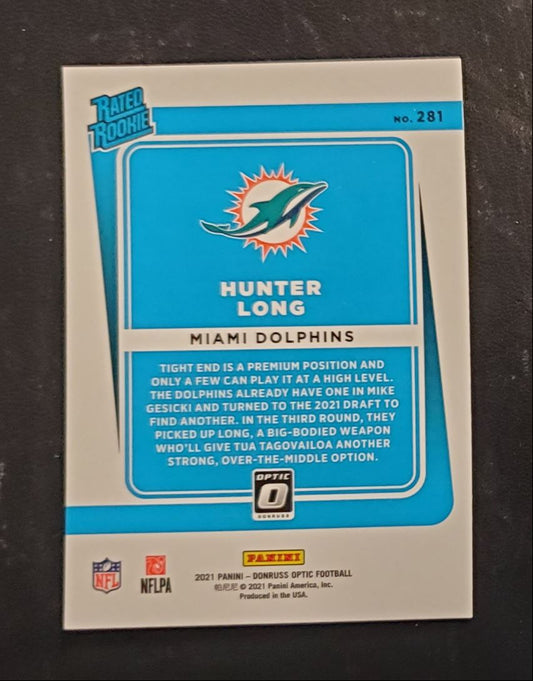 RATED
ROOKIE
NO. 281
HUNTER
LONG
MIAMI DOLPHINS
TIGHT END IS A PREMIUM POSITION AND
ONLY A FEW CAN PLAY IT AT A HIGH LEVEL.
THE DOLPHINS ALREADY HAVE ONE IN MIKE
GESICKI AND TURNED TO THE 2021 DRAFT TO
FIND ANOTHER. IN THE THIRD ROUND, THEY
PICKED UP LONG, A BIG-BODIED WEAPON
WHO'LL GIVE TUA TAGOVAILOA ANOTHER
STRONG, OVER-THE-MIDDLE OPTION.
OPTIC
O
DONRUSS
PANINI
NFL
NFLPA
2021 PANINI – DONRUSS OPTIC FOOTBALL
帕尼尼 © 2021 Panini America, Inc.
Produced in the USA.